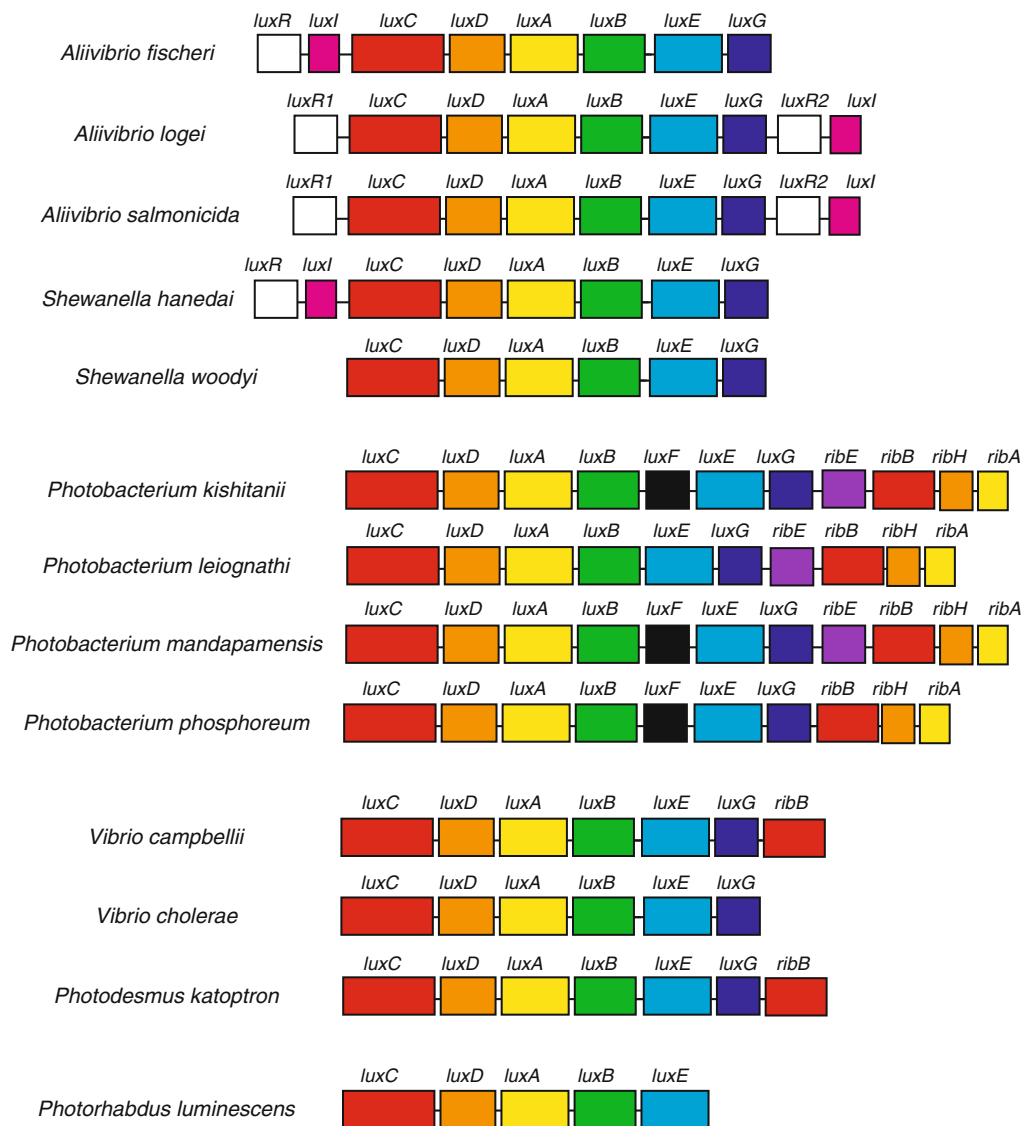 luxR luxI luxC luxD luxA luxB luxE luxG
Aliivibrio fischeri
luxR1 luxC luxD luxA luxB luxE luxG luxR2 luxI
Aliivibrio logei
luxR1 luxC luxD luxA luxB luxE luxG luxR2 luxI
Aliivibrio salmonicida
luxR luxI luxC luxD luxA luxB luxE luxG
Shewanella hanedai
luxC luxD luxA luxB luxE luxG
Shewanella woodyi
luxC luxD luxA luxB luxF luxE luxG ribE ribB ribH ribA
Photobacterium kishitanii
luxC luxD luxA luxB luxE luxG ribE ribB ribH ribA
Photobacterium leiognathi
luxC luxD luxA luxB luxF luxE luxG ribE ribB ribH ribA
Photobacterium mandapamensis
luxC luxD luxA luxB luxF luxE luxG ribB ribH ribA
Photobacterium phosphoreum
luxC luxD luxA luxB luxE luxG ribB
Vibrio campbellii
luxC luxD luxA luxB luxE luxG
Vibrio cholerae
luxC luxD luxA luxB luxE luxG ribB
Photodesmus katoptron
luxC luxD luxA luxB luxE
Photorhabdus luminescens